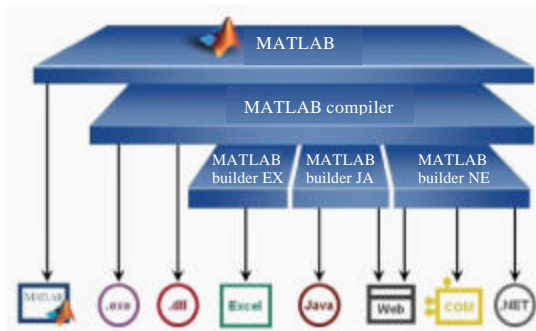 MATLAB
MATLAB compiler
MATLAB
builder EX
MATLAB
builder JA
MATLAB
builder NE
MATLAB
.exe
.dll
Excel
Java
Web
COM
.NET